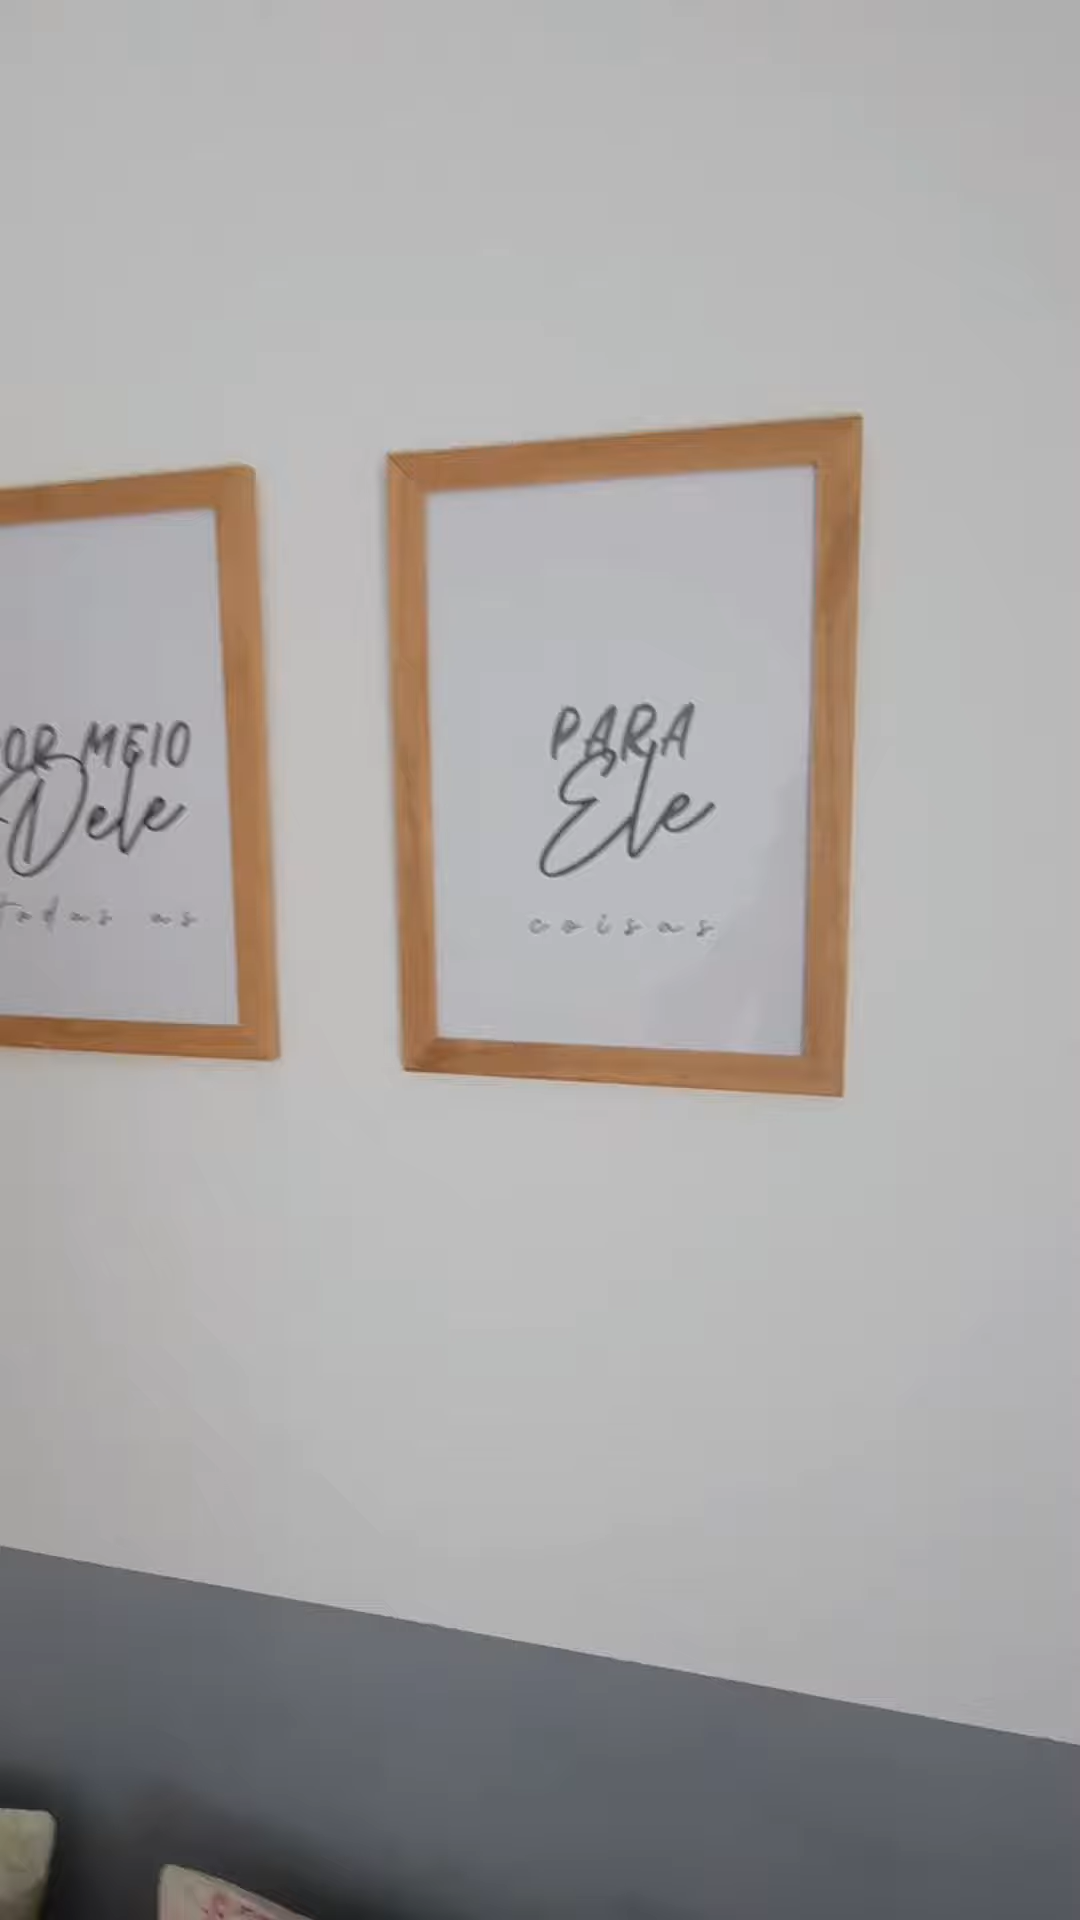 OR MEIO
Dele
todas as
PARA
Ele
coisas